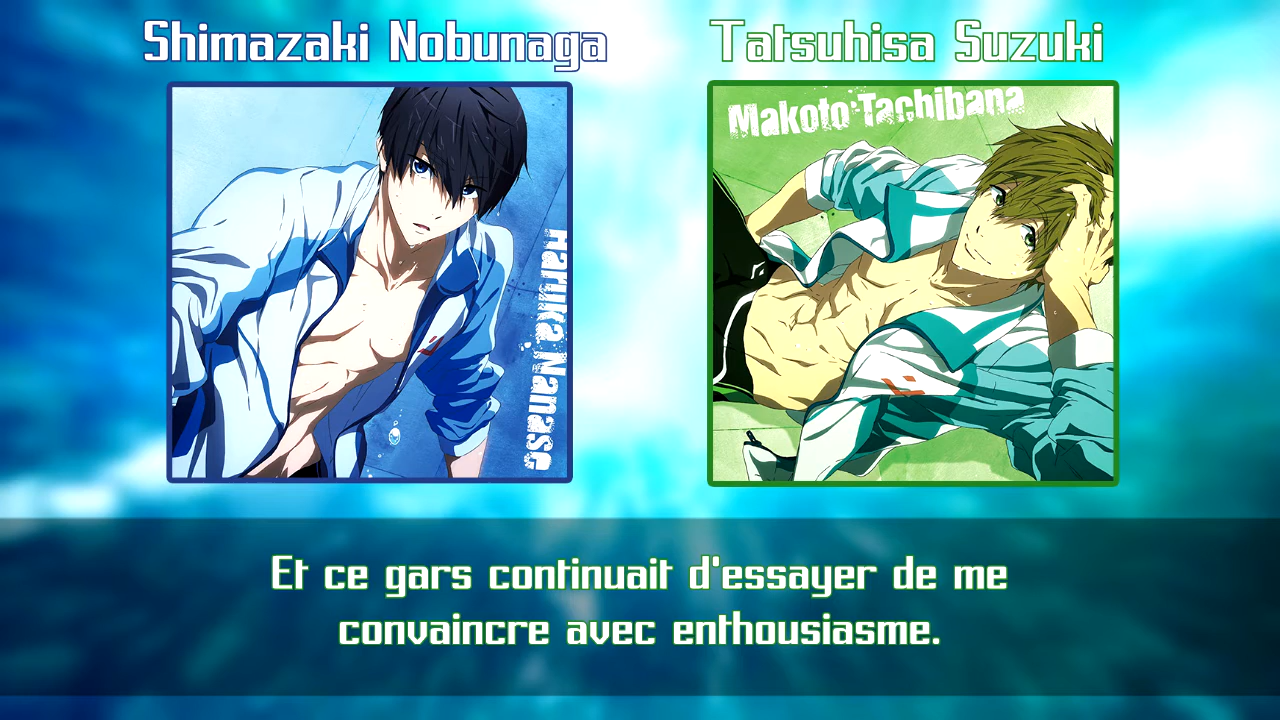 Shimazaki Nobunaga
Tatsuhisa Suzuki
Haruka Nanase
Makoto Tachibana
Et ce gars continuait d'essayer de me
convaincre avec enthousiasme.